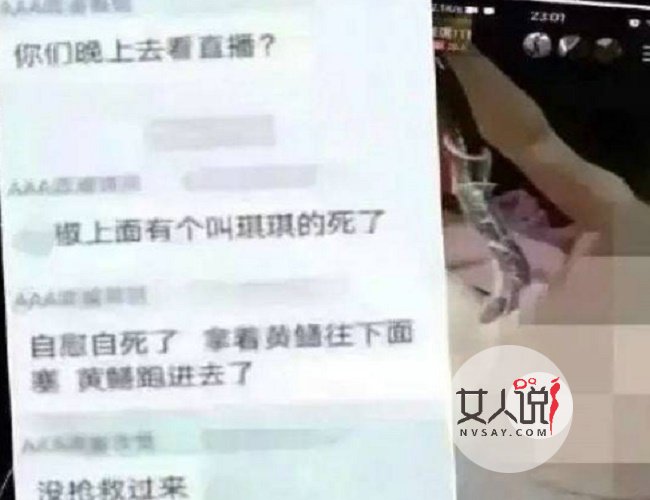 你们晚上去看直播?
椒上面有个叫琪琪的死了
自慰自死了 拿着黄鳝往下面
塞 黄鳝跑进去了
没抢救过来
23:01
女人说
NVSAY.COM